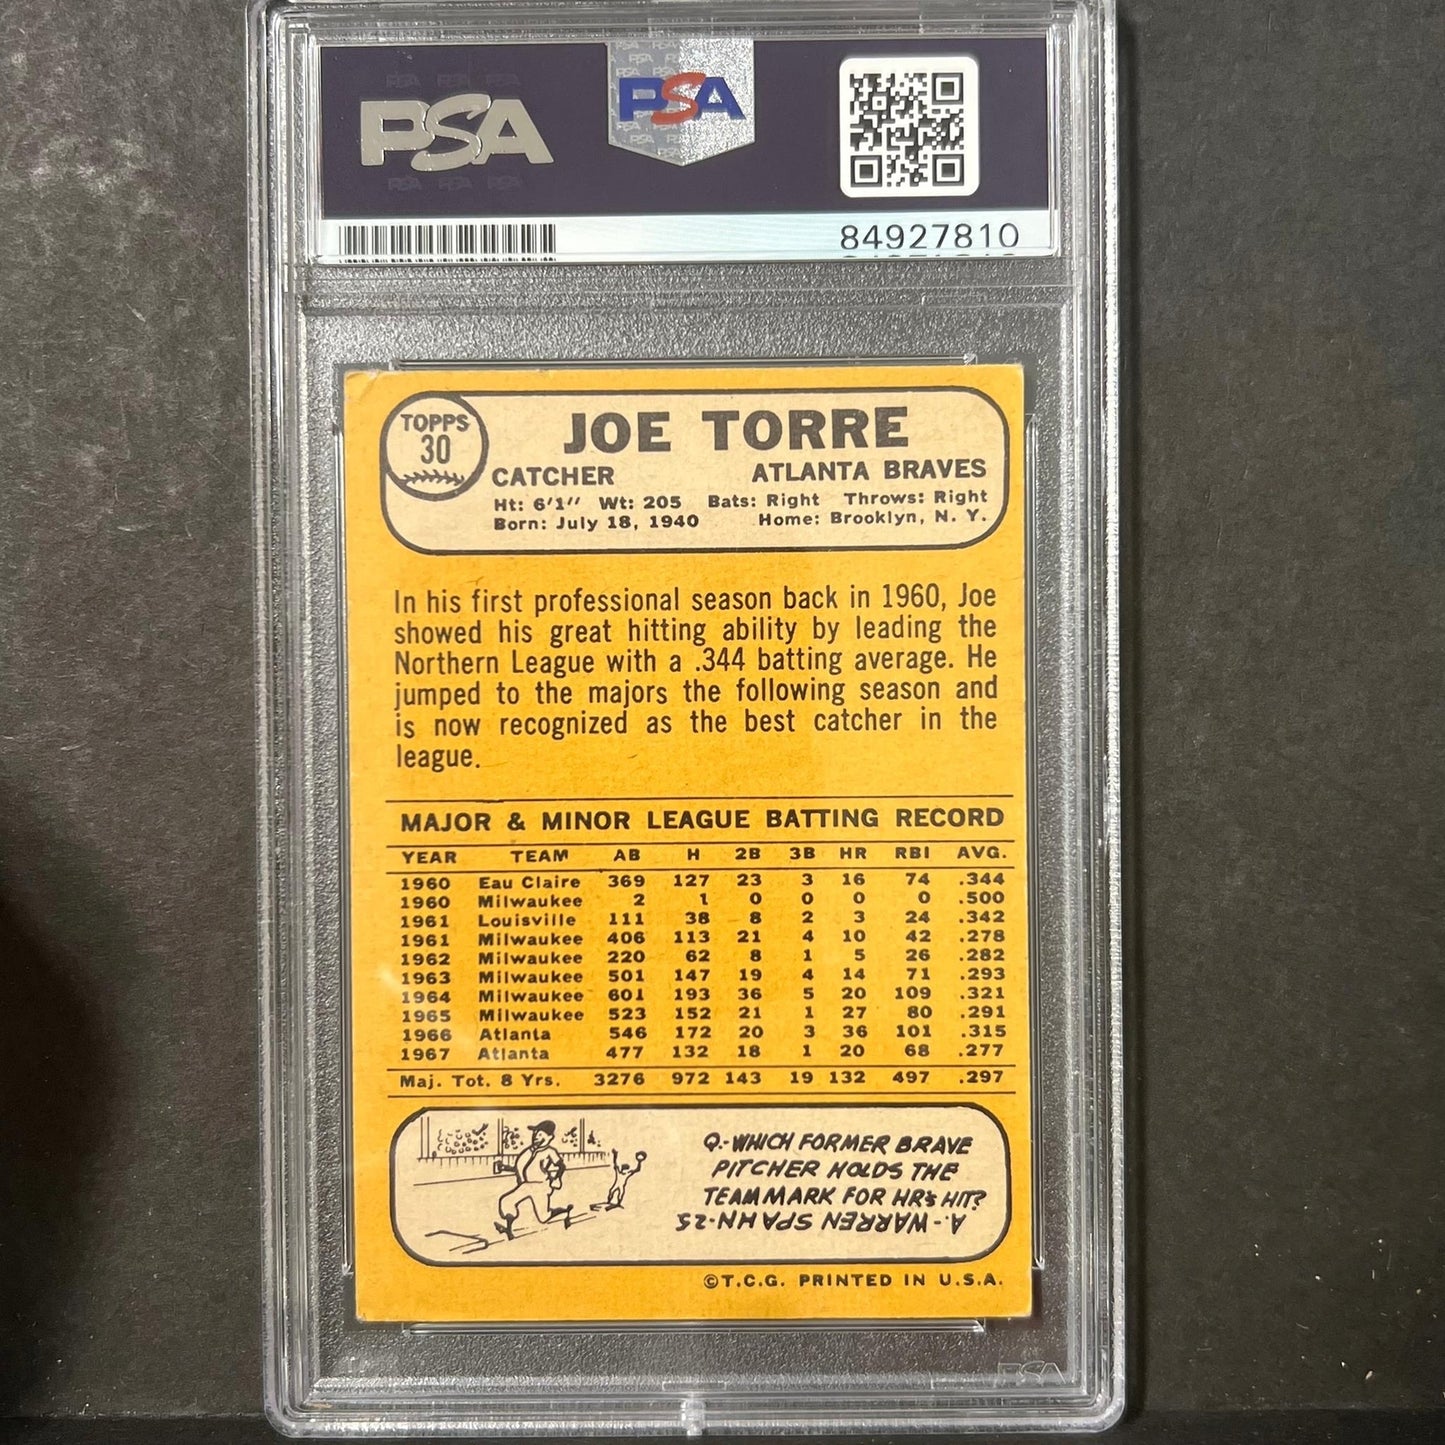 PSA
PSA
84927810
TOPPS
30
JOE TORRE
CATCHER ATLANTA BRAVES
Ht: 6'1" Wt: 205 Bats: Right Throws: Right
Born: July 18, 1940 Home: Brooklyn, N. Y.
In his first professional season back in 1960, Joe
showed his great hitting ability by leading the
Northern League with a .344 batting average. He
jumped to the majors the following season and
is now recognized as the best catcher in the
league.
MAJOR & MINOR LEAGUE BATTING RECORD
YEAR TEAM AB H 2B 3B HR RBI AVG.
1960 Eau Claire 369 127 23 3 16 74 .344
1960 Milwaukee 2 1 0 0 0 0 .500
1961 Louisville 111 38 8 2 3 24 .342
1961 Milwaukee 406 113 21 4 10 42 .278
1962 Milwaukee 220 62 8 1 5 26 .282
1963 Milwaukee 501 147 19 4 14 71 .293
1964 Milwaukee 601 193 36 5 20 109 .321
1965 Milwaukee 523 152 21 1 27 80 .291
1966 Atlanta 546 172 20 3 36 101 .315
1967 Atlanta 477 132 18 1 20 68 .277
Maj. Tot. 8 Yrs. 3276 972 143 19 132 497 .297
Q.-WHICH FORMER BRAVE
PITCHER HOLDS THE
TEAM MARK FOR HR's HIT?
A.-WARREN SPAHN-25
©T.C.G. PRINTED IN U.S.A.
PSA